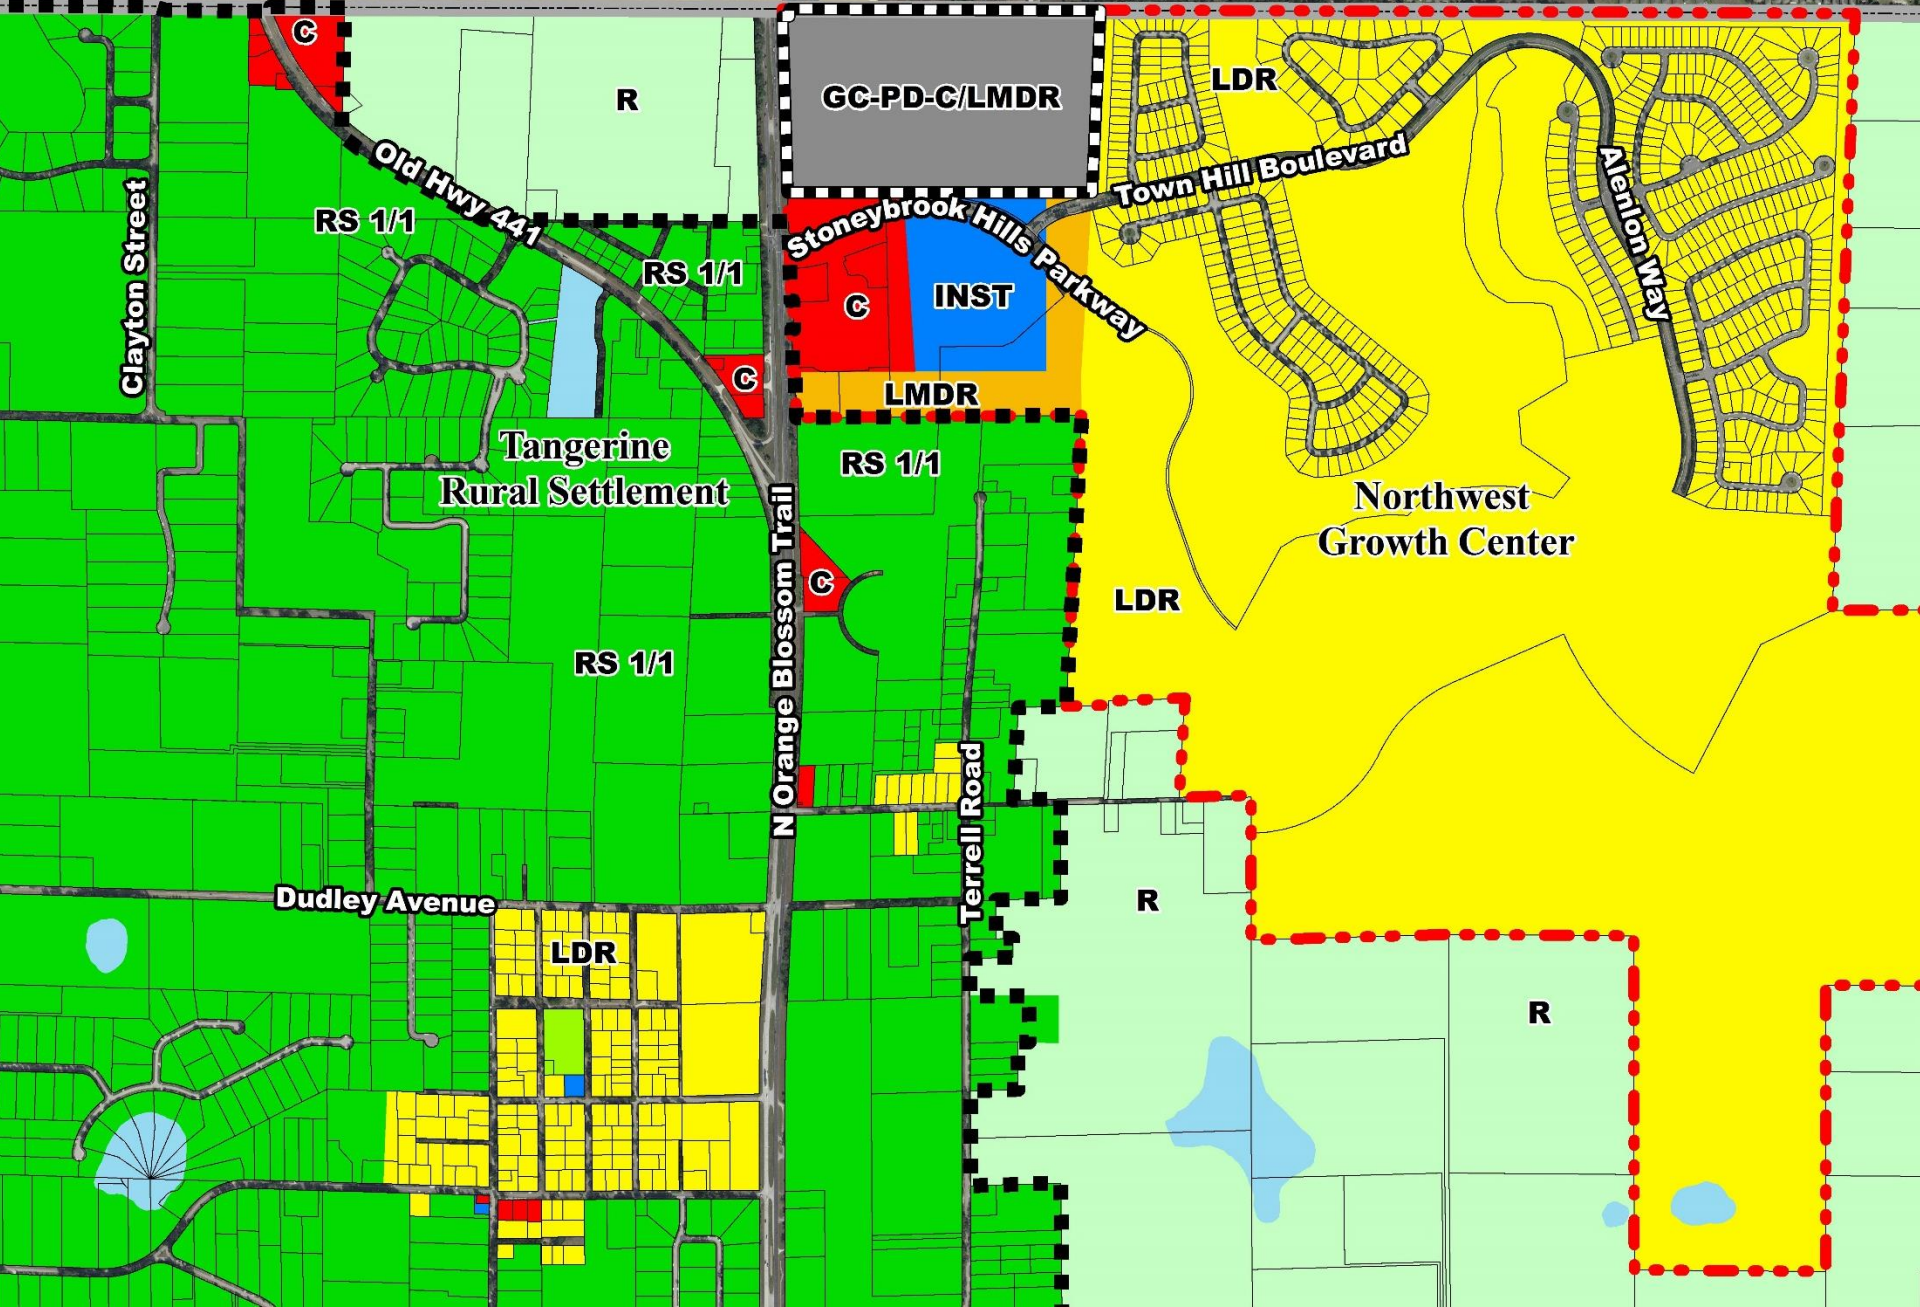 C
R
GC-PD-C/LMDR
LDR
Town Hill Boulevard
Alenlon Way
Old Hwy 441
Clayton Street
RS 1/1
Stoneybrook Hills Parkway
RS 1/1
C
INST
C
LMDR
Tangerine
Rural Settlement
RS 1/1
N Orange Blossom Trail
Northwest
Growth Center
C
LDR
RS 1/1
Terrell Road
Dudley Avenue
R
LDR
R